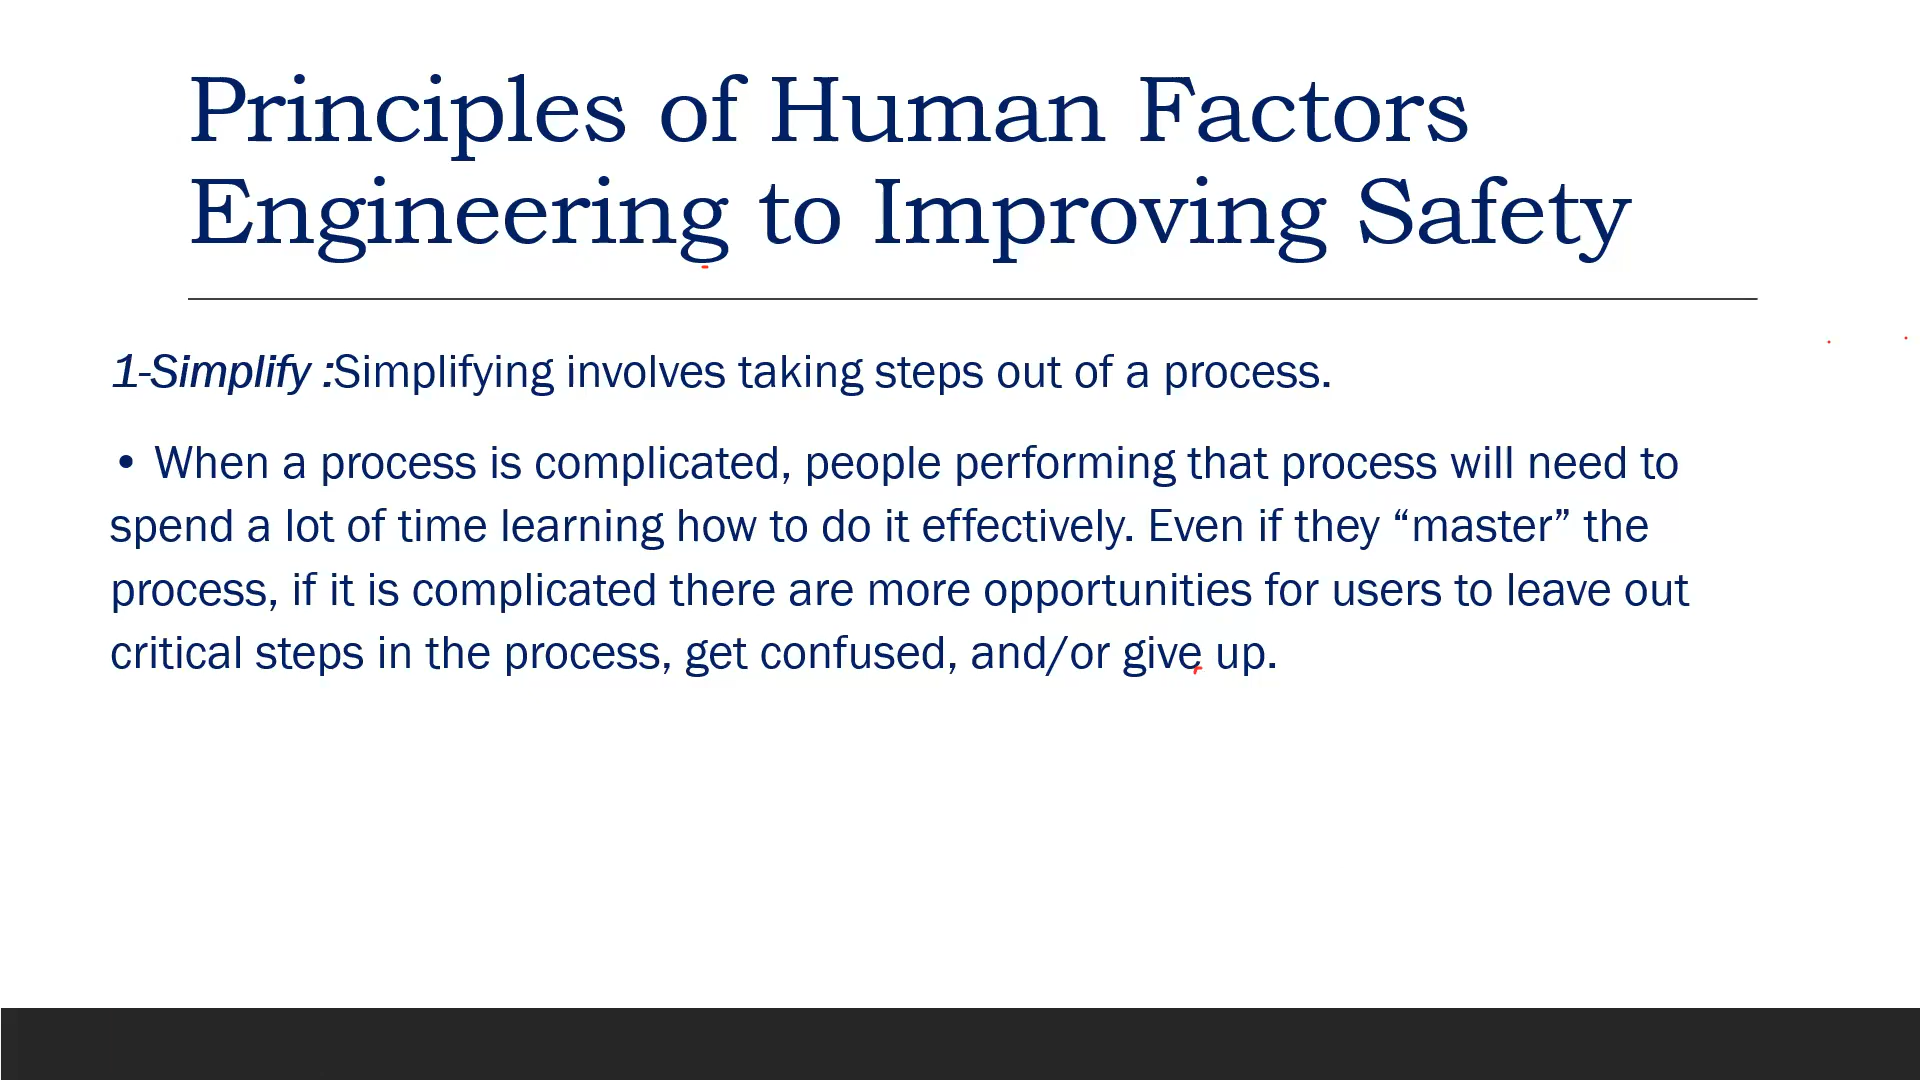 Principles of Human Factors
Engineering to Improving Safety
1-Simplify :Simplifying involves taking steps out of a process.
• When a process is complicated, people performing that process will need to
spend a lot of time learning how to do it effectively. Even if they “master” the
process, if it is complicated there are more opportunities for users to leave out
critical steps in the process, get confused, and/or give up.